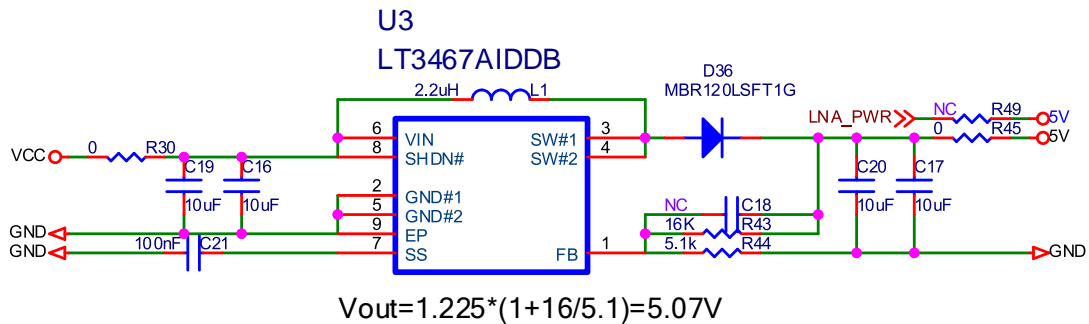 U3
LT3467AIDDB
2.2uH L1
D36
MBR120LSFT1G
LNA_PWR NC R49 5V
0 R45 5V
VCC 0 R30
6 VIN SW#1 3
8 SHDN# SW#2 4
C19 C16 C20 C17
10uF 10uF 10uF 10uF
2 GND#1
5 GND#2
NC C18
16K R43
GND 9 EP
GND 100nF C21 7 SS FB 1 5.1k R44 GND
Vout=1.225*(1+16/5.1)=5.07V